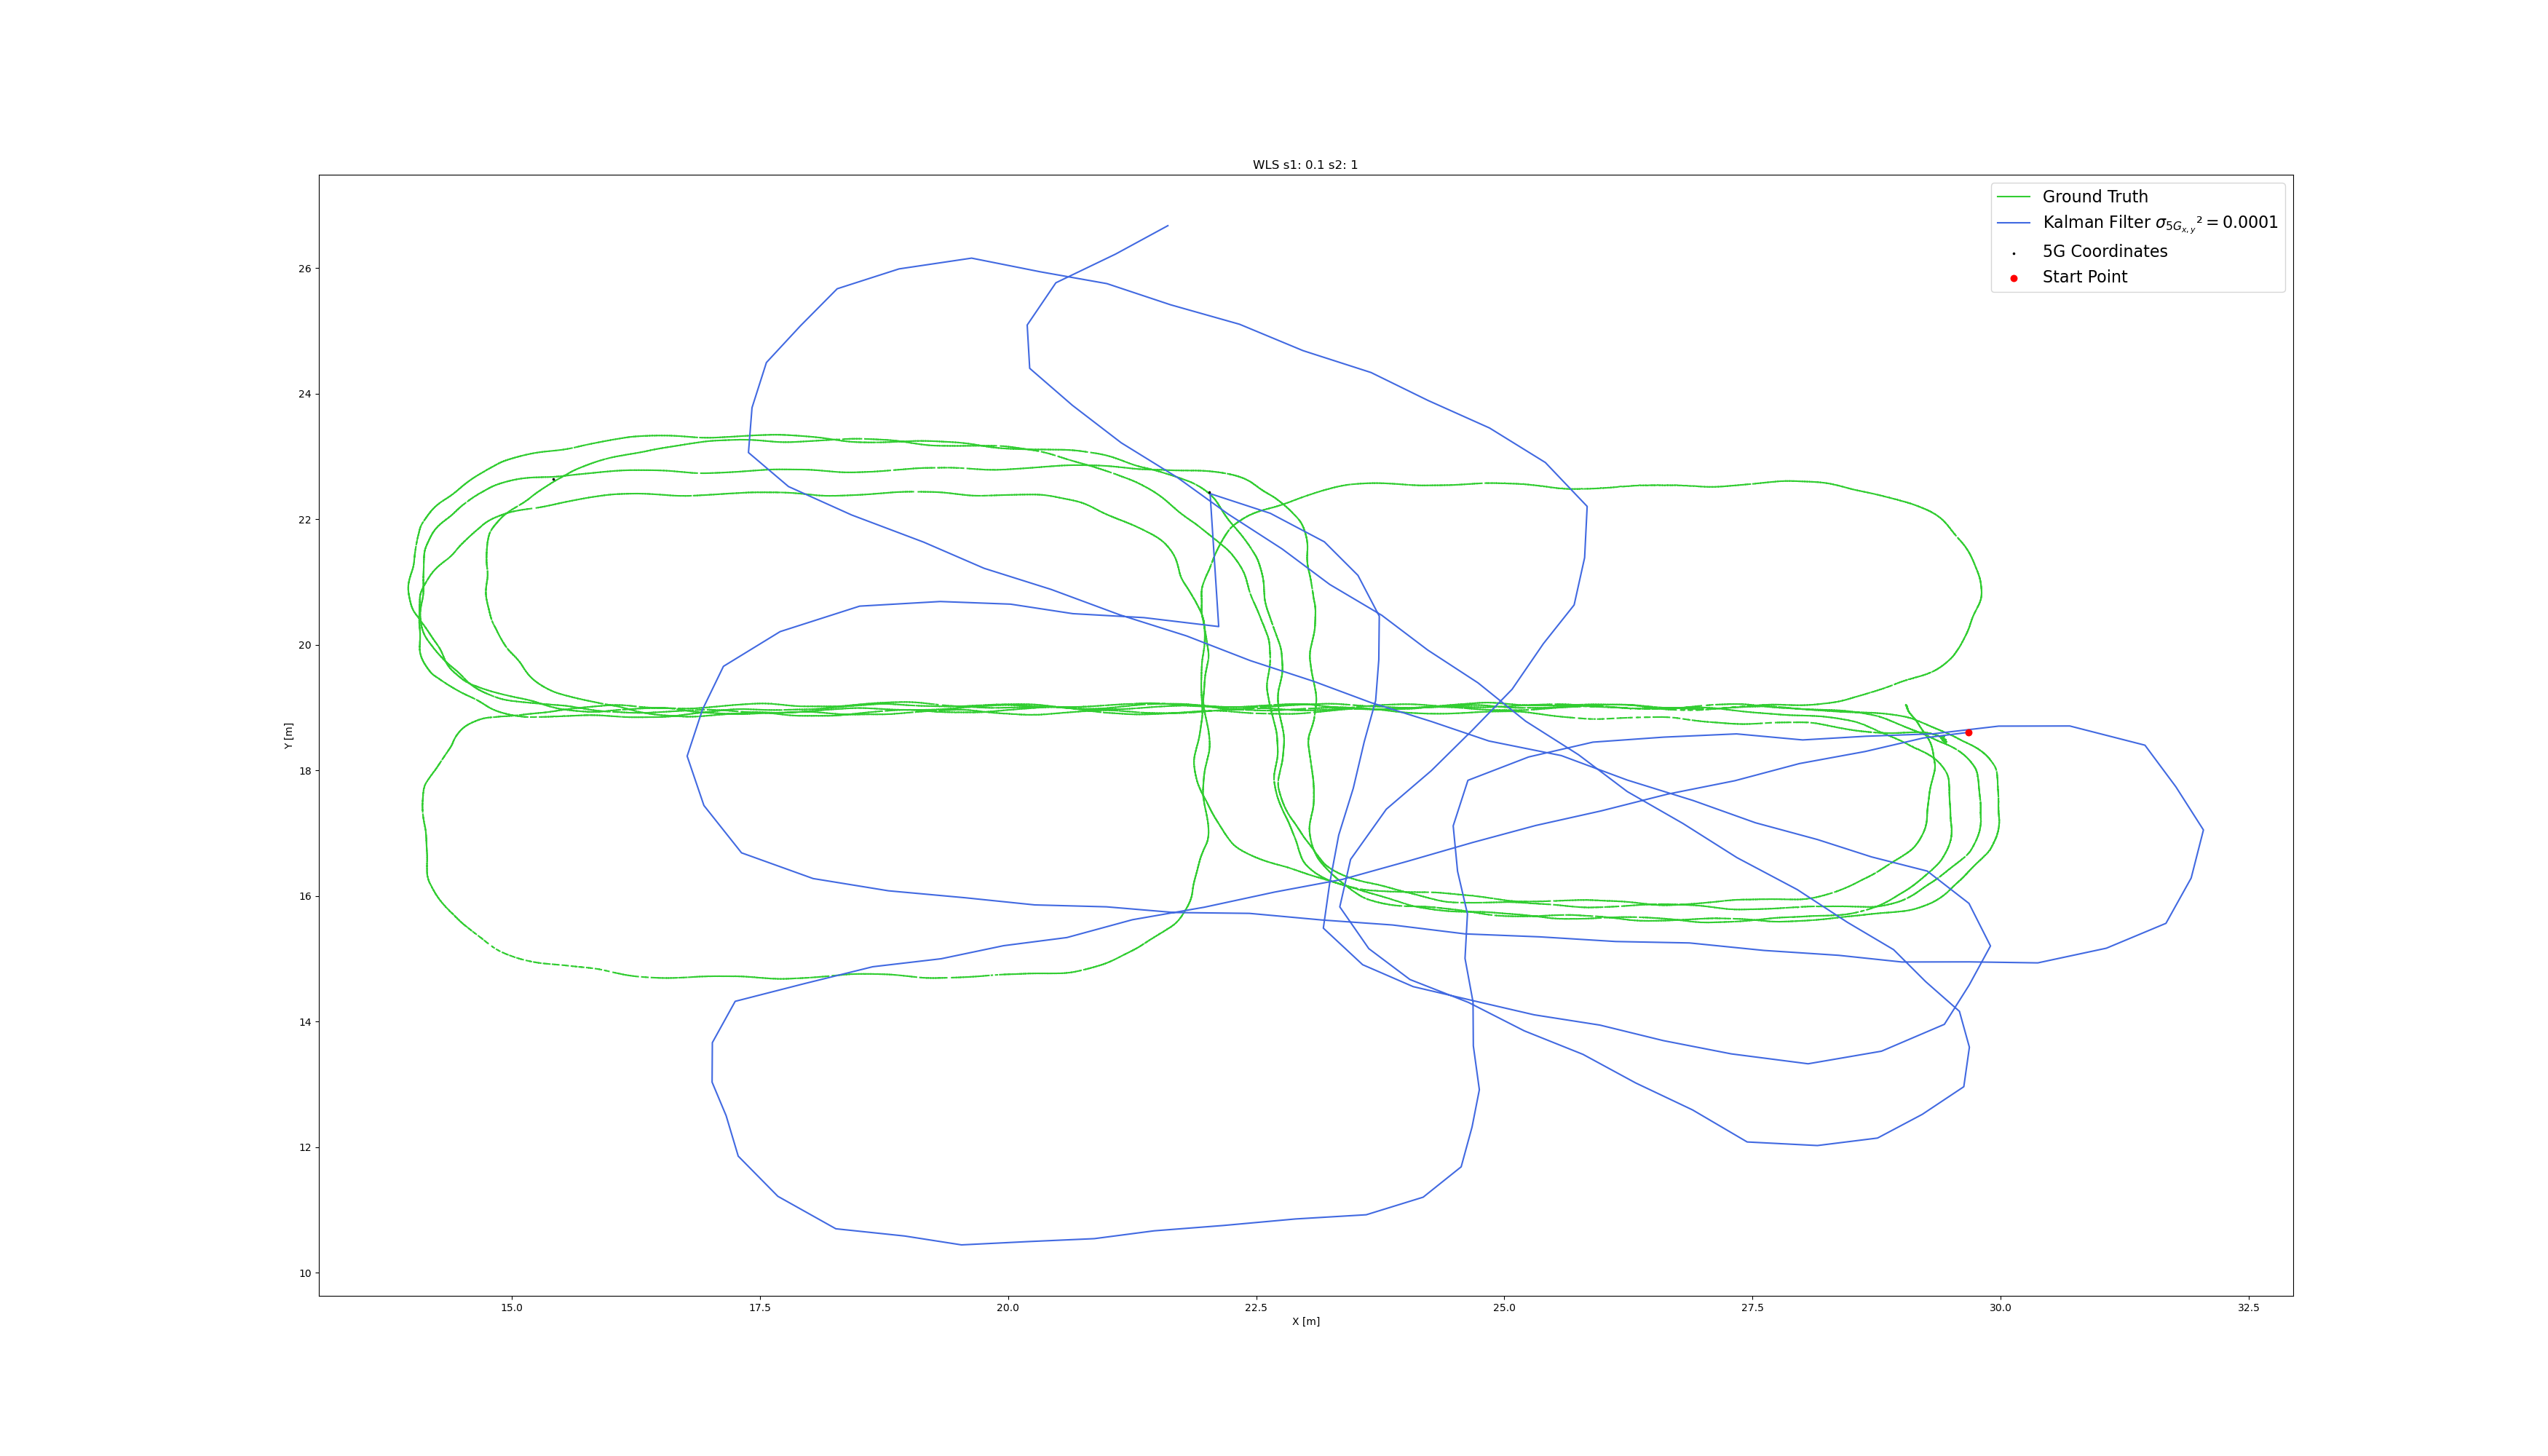 WLS s1: 0.1 s2: 1
Ground Truth
Kalman Filter σ5Gx,y² = 0.0001
5G Coordinates
Start Point
26
24
22
20
18
16
14
12
10
Y [m]
15.0 17.5 20.0 22.5 25.0 27.5 30.0 32.5
X [m]